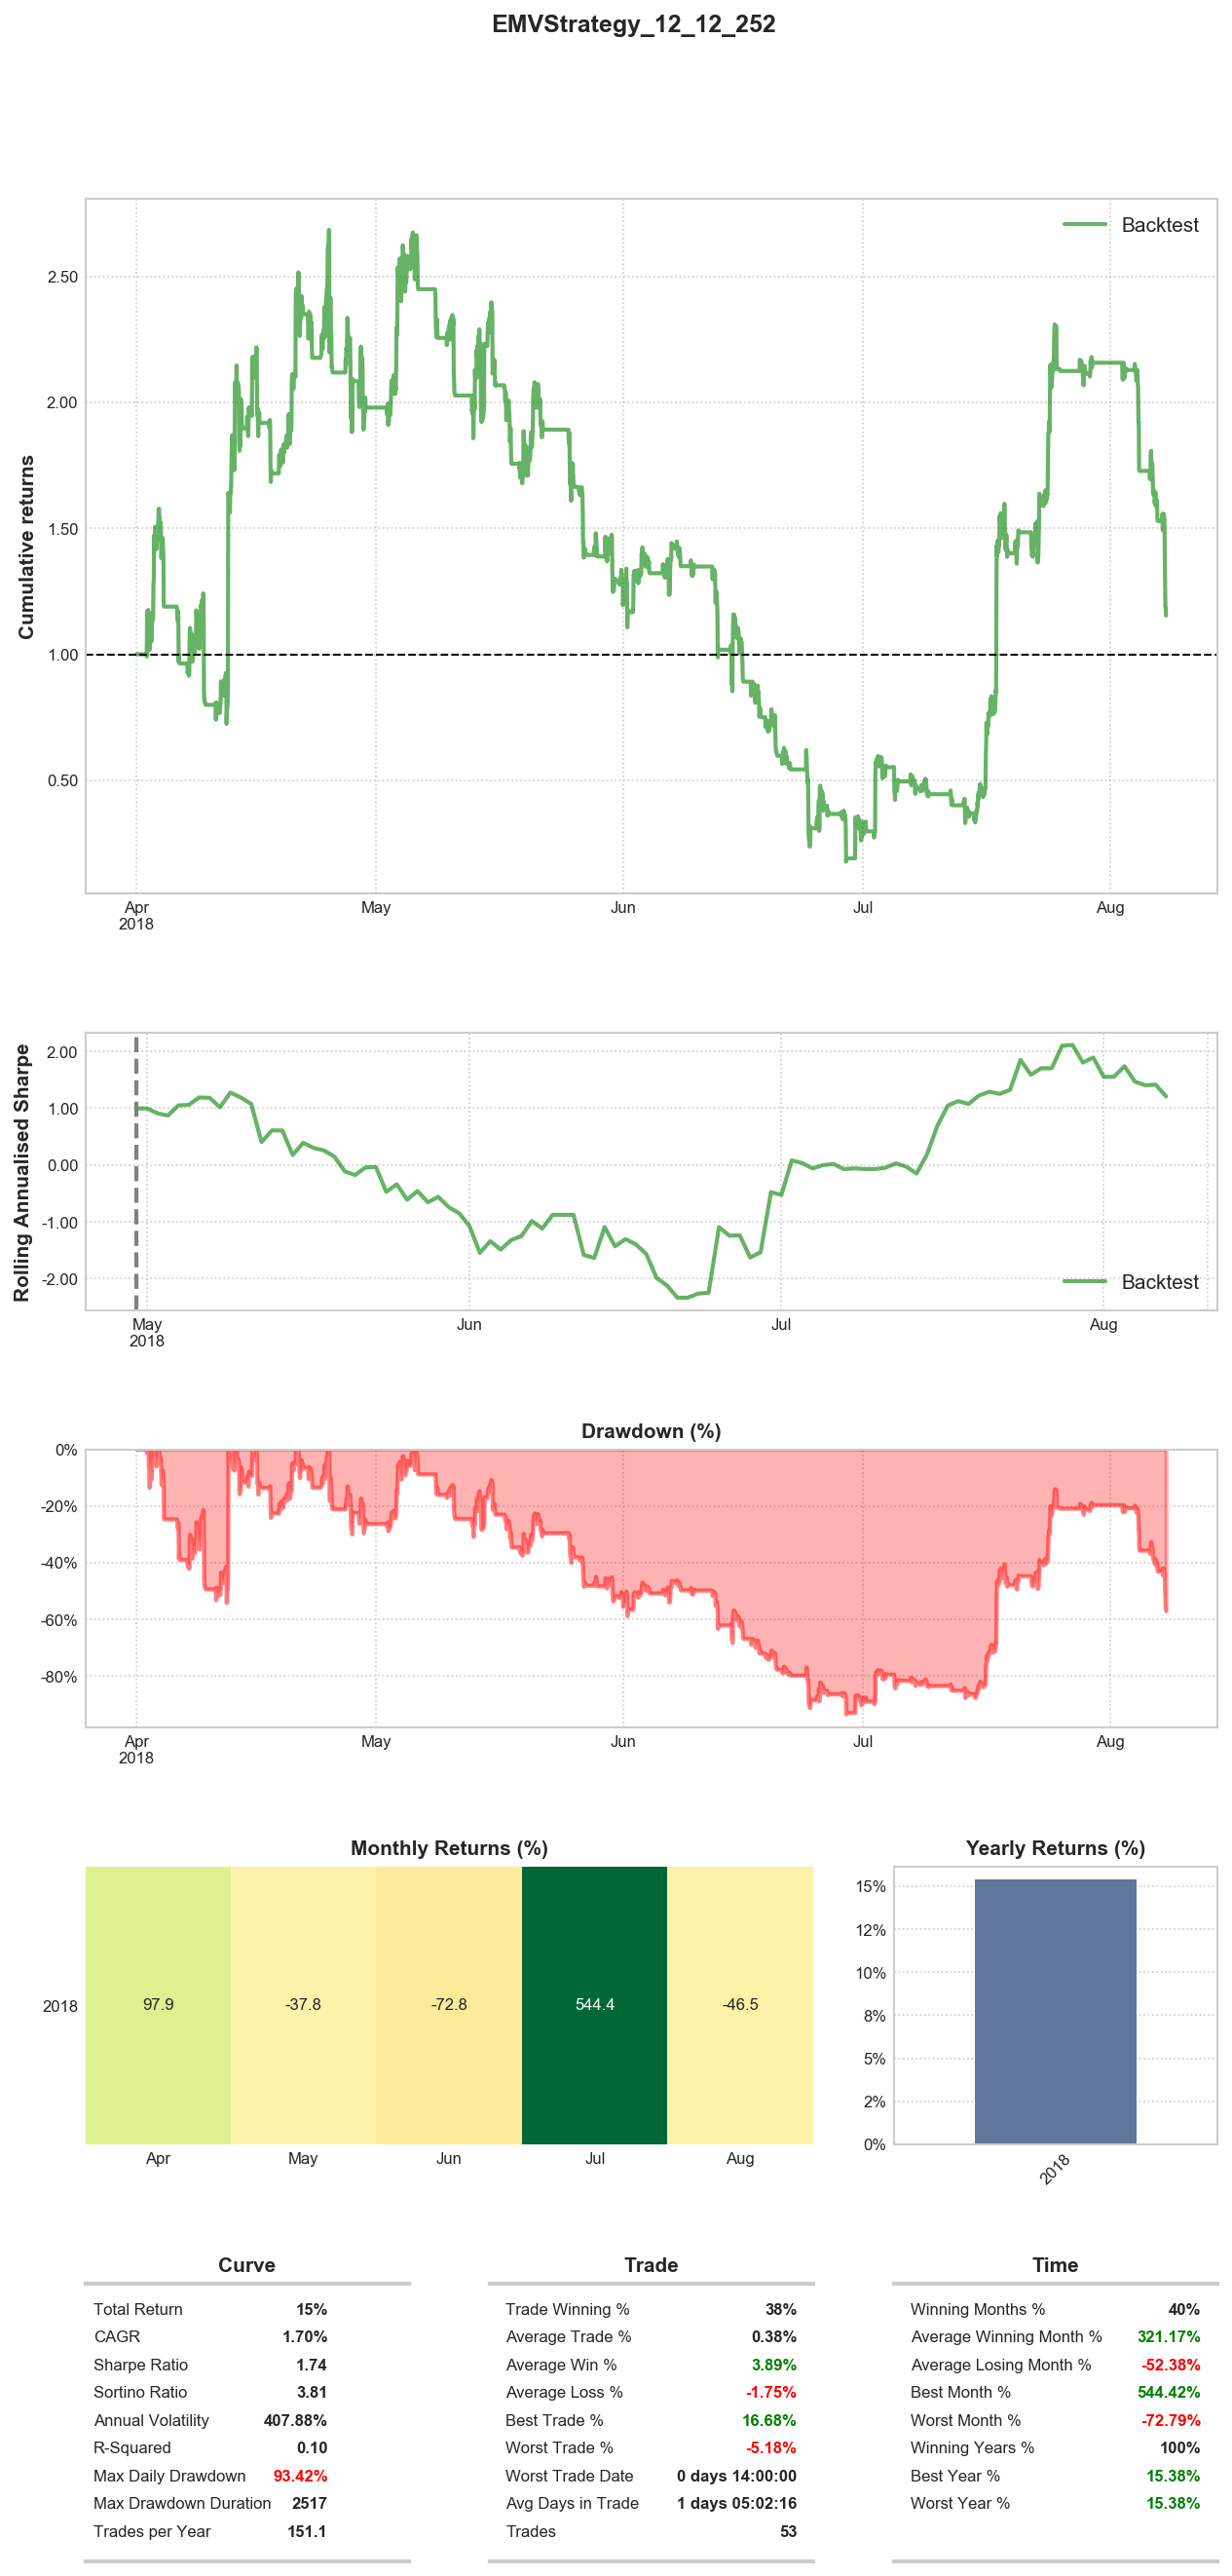 EMVStrategy_12_12_252
Backtest
Cumulative returns
2.50
2.00
1.50
1.00
0.50
Apr May Jun Jul Aug
2018
Rolling Annualised Sharpe
2.00
1.00
0.00
-1.00
-2.00
Backtest
May Jun Jul Aug
2018
Drawdown (%)
0%
-20%
-40%
-60%
-80%
Apr May Jun Jul Aug
2018
Monthly Returns (%)
2018 97.9 -37.8 -72.8 544.4 -46.5
Apr May Jun Jul Aug
Yearly Returns (%)
15%
12%
10%
8%
5%
2%
0%
2018
Curve
Total Return 15%
CAGR 1.70%
Sharpe Ratio 1.74
Sortino Ratio 3.81
Annual Volatility 407.88%
R-Squared 0.10
Max Daily Drawdown 93.42%
Max Drawdown Duration 2517
Trades per Year 151.1
Trade
Trade Winning % 38%
Average Trade % 0.38%
Average Win % 3.89%
Average Loss % -1.75%
Best Trade % 16.68%
Worst Trade % -5.18%
Worst Trade Date 0 days 14:00:00
Avg Days in Trade 1 days 05:02:16
Trades 53
Time
Winning Months % 40%
Average Winning Month % 321.17%
Average Losing Month % -52.38%
Best Month % 544.42%
Worst Month % -72.79%
Winning Years % 100%
Best Year % 15.38%
Worst Year % 15.38%